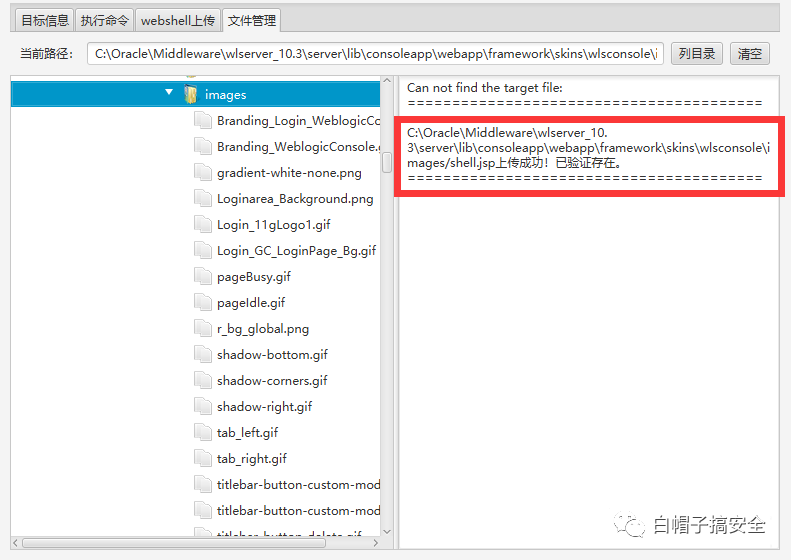 目标信息 执行命令 webshell上传 文件管理
当前路径： C:\Oracle\Middleware\wlserver_10.3\server\lib\consoleapp\webapp\framework\skins\wlsconsole\i 列目录 清空
images
Branding_Login_WeblogicCo
Branding_WeblogicConsole.g
gradient-white-none.png
Loginarea_Background.png
Login_11gLogo1.gif
Login_GC_LoginPage_Bg.gif
pageBusy.gif
pageIdle.gif
r_bg_global.png
shadow-bottom.gif
shadow-corners.gif
shadow-right.gif
tab_left.gif
tab_right.gif
titlebar-button-custom-mod
titlebar-button-custom-mod
titlebar-button-delete.gif
Can not find the target file:
========================================
C:\Oracle\Middleware\wlserver_10.
3\server\lib\consoleapp\webapp\framework\skins\wlsconsole\i
mages/shell.jsp上传成功！已验证存在。
========================================
白帽子搞安全